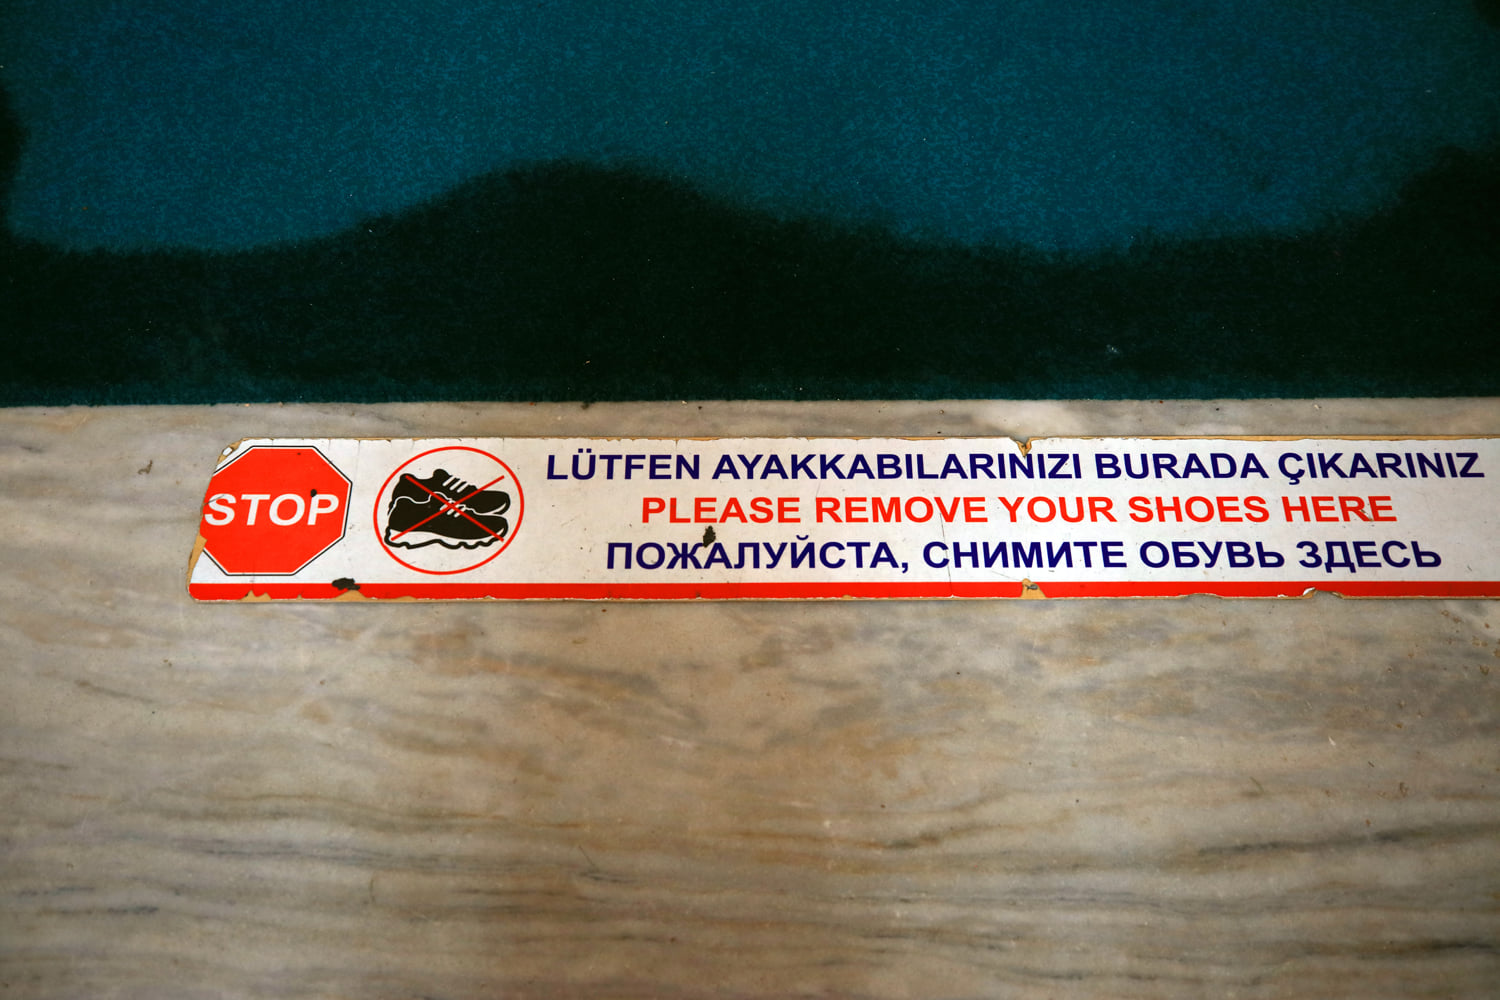 STOP
LÜTFEN AYAKKABILARINIZI BURADA ÇIKARINIZ
PLEASE REMOVE YOUR SHOES HERE
ПОЖАЛУЙСТА, СНИМИТЕ ОБУВЬ ЗДЕСЬ